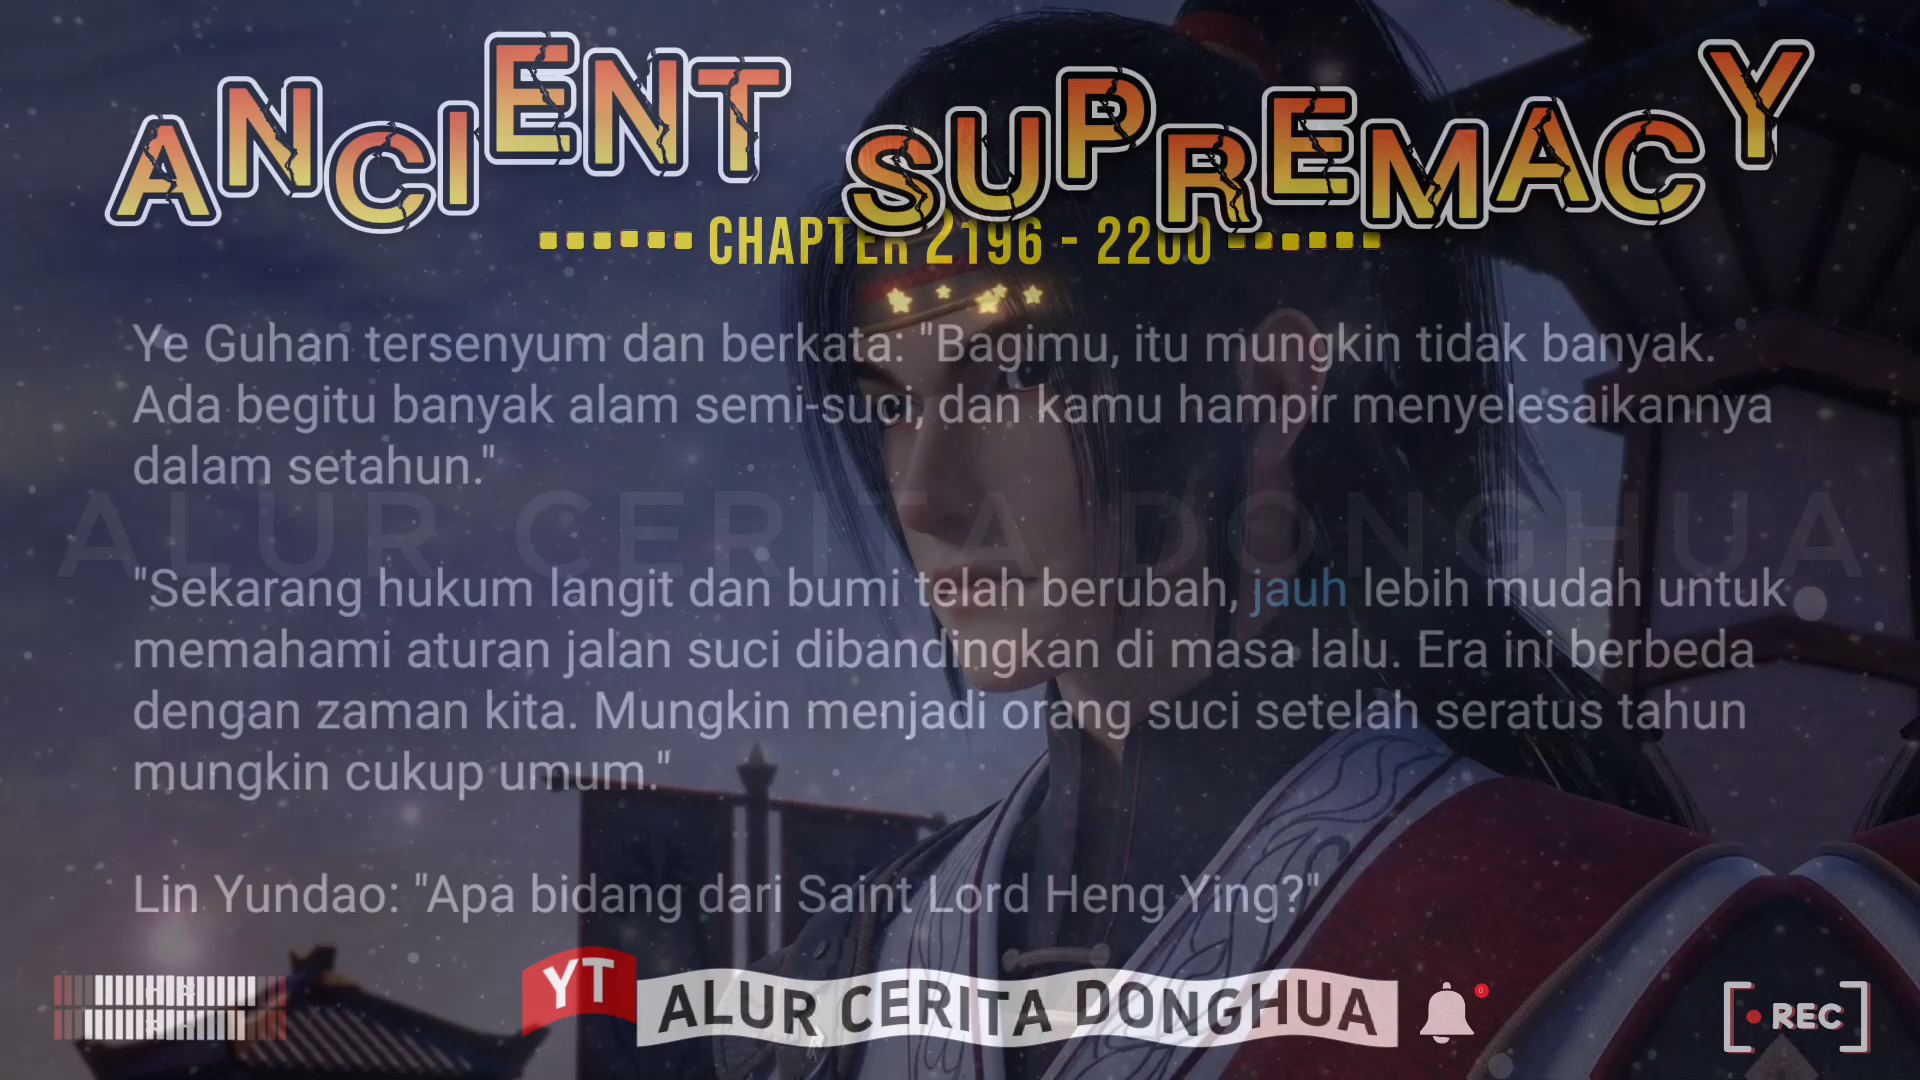 ANCIENT SUPREMACY
CHAPTER 2196 - 2200
Ye Guhan tersenyum dan berkata: "Bagimu, itu mungkin tidak banyak.
Ada begitu banyak alam semi-suci, dan kamu hampir menyelesaikannya
dalam setahun."
ALUR CERITA DONGHUA
"Sekarang hukum langit dan bumi telah berubah, jauh lebih mudah untuk
memahami aturan jalan suci dibandingkan di masa lalu. Era ini berbeda
dengan zaman kita. Mungkin menjadi orang suci setelah seratus tahun
mungkin cukup umum."
Lin Yundao: "Apa bidang dari Saint Lord Heng Ying?"
YT ALUR CERITA DONGHUA
REC